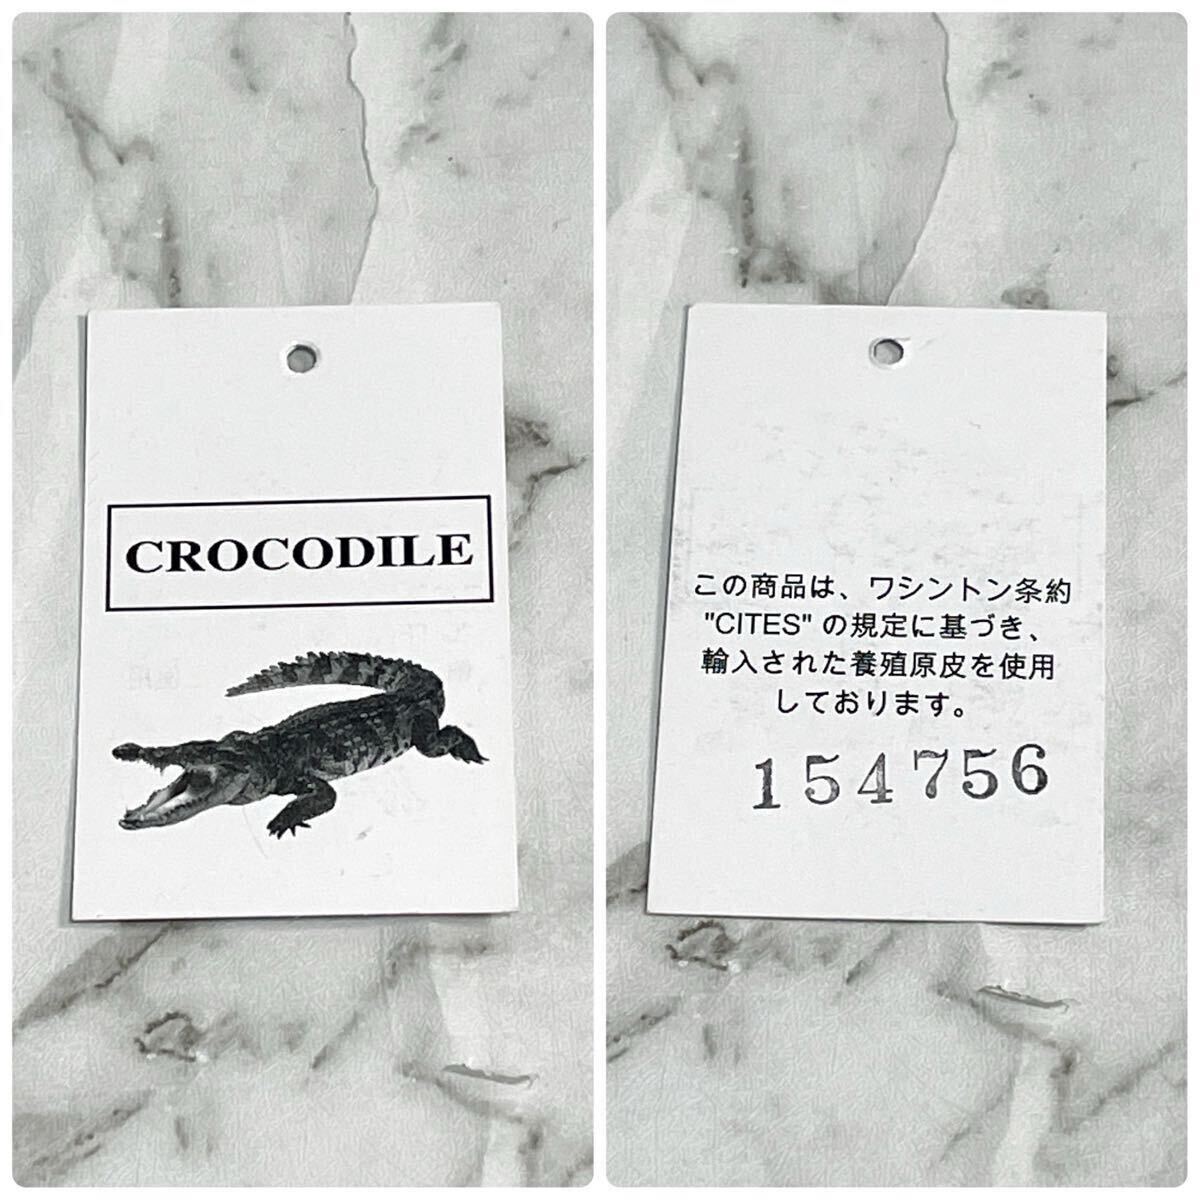 CROCODILE
この商品は、ワシントン条約
"CITES" の規定に基づき、
輸入された養殖原皮を使用
しております。
154756